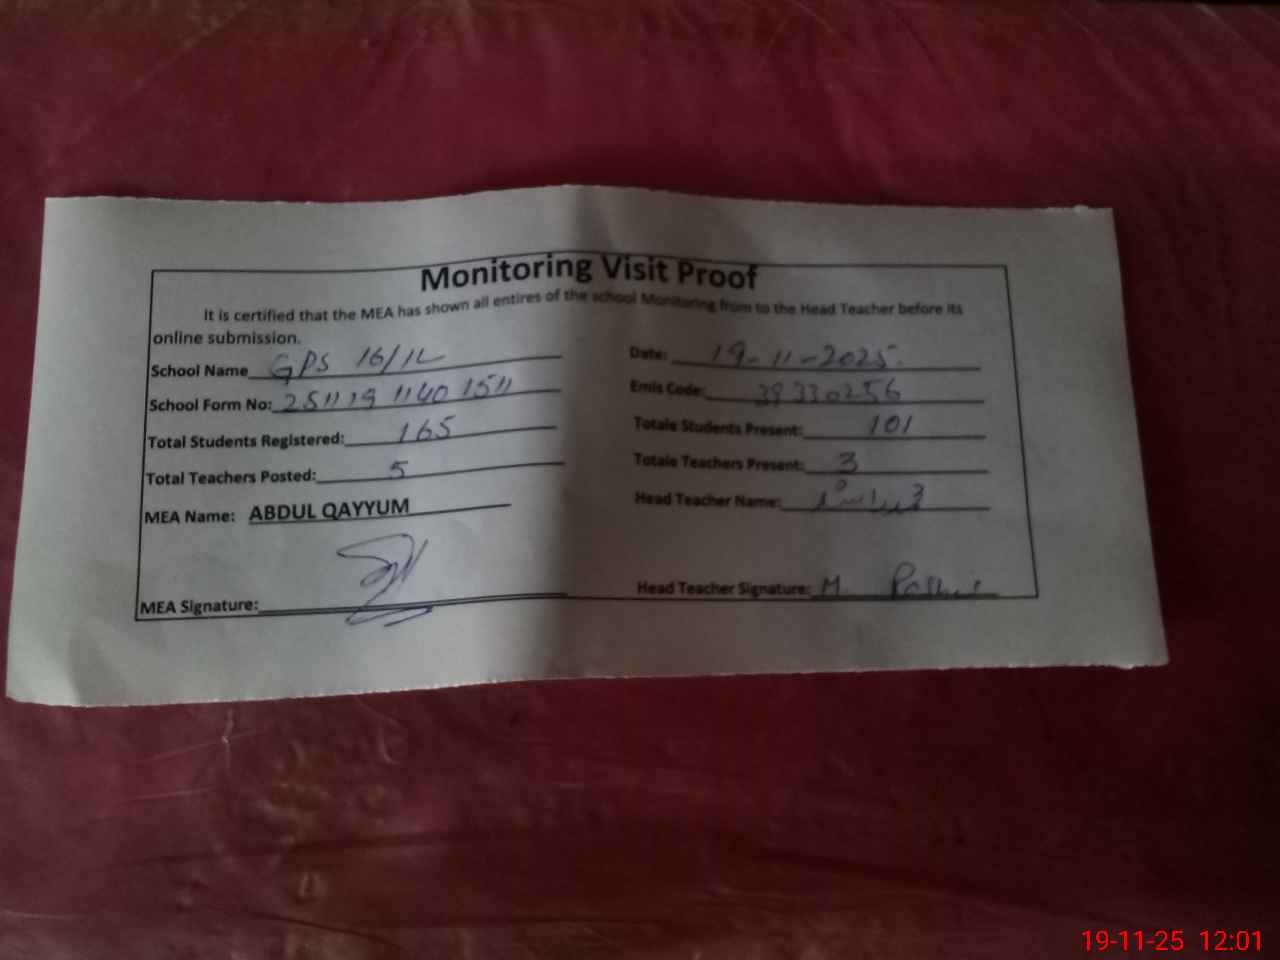 Monitoring Visit Proof
It is certified that the MEA has shown all entires of the school Monitoring from to the Head Teacher before its
online submission.
School Name GPS 16/1L Date: 19-11-2025
School Form No: 251119 1140 1511 Emis Code: 39330256
Total Students Registered: 165 Totale Students Present: 101
Total Teachers Posted: 5 Totale Teachers Present: 3
MEA Name: ABDUL QAYYUM Head Teacher Name:
MEA Signature: Head Teacher Signature: M.
19-11-25 12:01